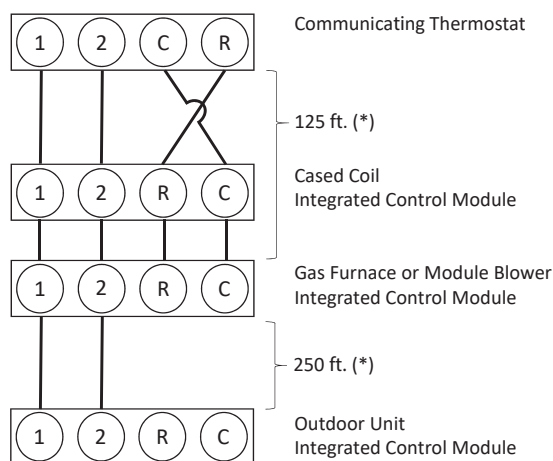 1 2 C R
Communicating Thermostat
125 ft. (*)
1 2 R C
Cased Coil
Integrated Control Module
1 2 R C
Gas Furnace or Module Blower
Integrated Control Module
250 ft. (*)
1 2 R C
Outdoor Unit
Integrated Control Module